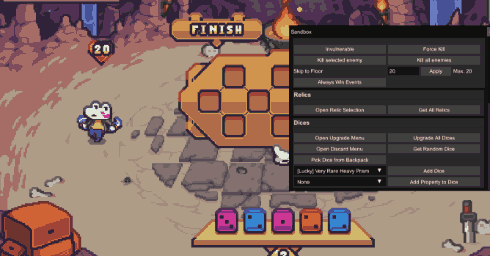 FINISH
20
Sandbox
Invulnerable Force Kill
Kill selected enemy Kill all enemies
Skip to Floor 20 Apply Max. 20
Always Win Events
Relics
Open Relic Selection Get All Relics
Dices
Open Upgrade Menu Upgrade All Dices
Open Discard Menu Get Random Dice
Pick Dice from Backpack
[Lucky] Very Rare Heavy Prism Add Dice
None Add Property to Dice